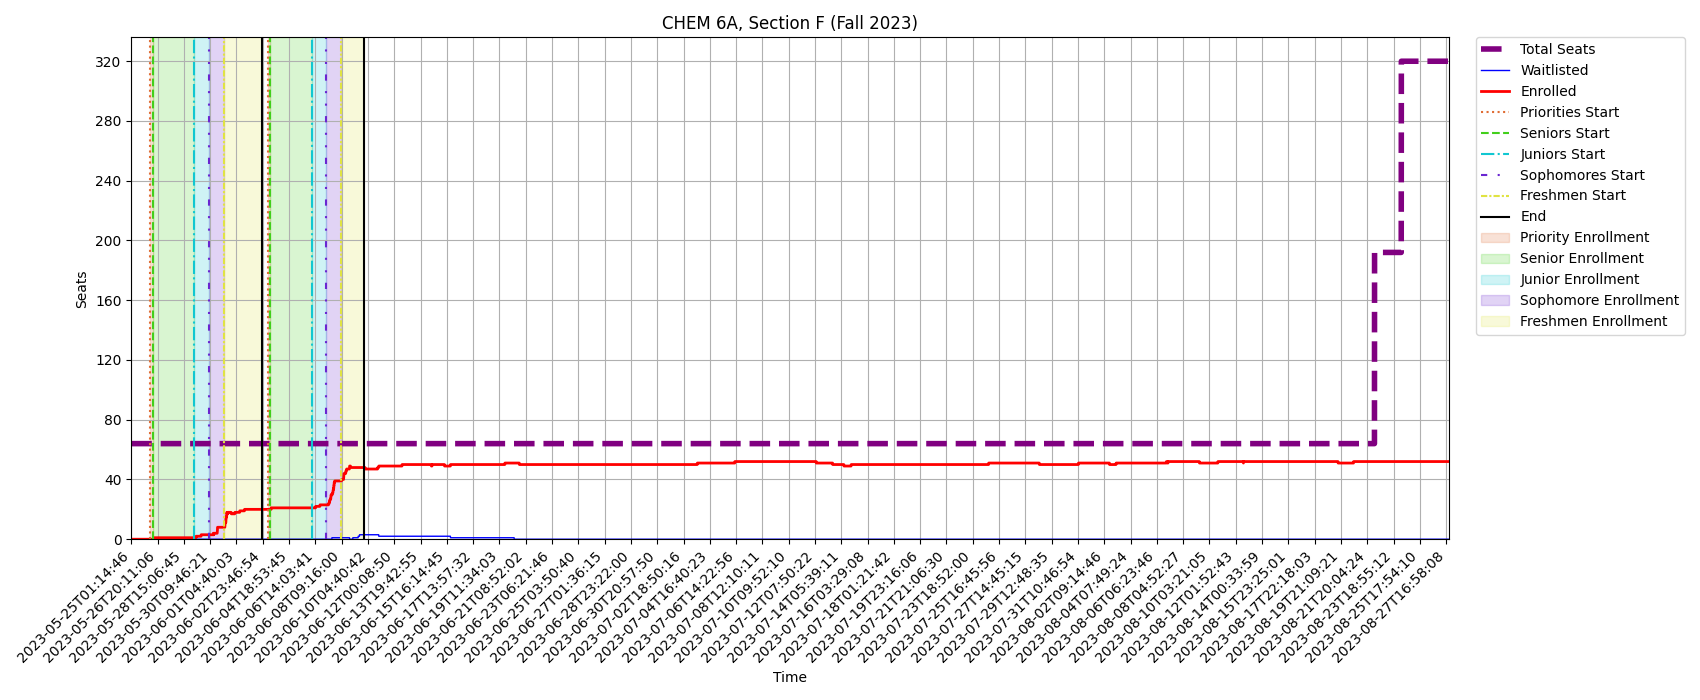 CHEM 6A, Section F (Fall 2023)
Seats
320
280
240
200
160
120
80
40
0
2023-05-25T01:14:46
2023-05-26T20:11:06
2023-05-28T15:06:45
2023-05-30T09:46:21
2023-06-01T04:40:03
2023-06-02T23:46:54
2023-06-04T18:53:45
2023-06-06T14:03:41
2023-06-08T09:16:00
2023-06-10T04:40:42
2023-06-12T00:08:50
2023-06-13T19:42:55
2023-06-15T16:14:45
2023-06-17T13:57:32
2023-06-19T11:34:03
2023-06-21T08:52:02
2023-06-23T06:21:46
2023-06-25T03:50:40
2023-06-27T01:36:15
2023-06-28T23:22:00
2023-06-30T20:57:50
2023-07-02T18:50:16
2023-07-04T16:40:23
2023-07-06T14:22:56
2023-07-08T12:10:11
2023-07-10T09:52:10
2023-07-12T07:50:22
2023-07-14T05:39:11
2023-07-16T03:29:08
2023-07-18T01:21:42
2023-07-19T23:16:06
2023-07-21T21:06:30
2023-07-23T18:52:00
2023-07-25T16:45:56
2023-07-27T14:45:15
2023-07-29T12:48:35
2023-07-31T10:46:54
2023-08-02T09:14:46
2023-08-04T07:49:24
2023-08-06T06:23:46
2023-08-08T04:52:27
2023-08-10T03:21:05
2023-08-12T01:52:43
2023-08-14T00:33:59
2023-08-15T23:25:01
2023-08-17T22:18:03
2023-08-19T21:09:21
2023-08-21T20:04:24
2023-08-23T18:55:12
2023-08-25T17:54:10
2023-08-27T16:58:08
Time
Total Seats
Waitlisted
Enrolled
Priorities Start
Seniors Start
Juniors Start
Sophomores Start
Freshmen Start
End
Priority Enrollment
Senior Enrollment
Junior Enrollment
Sophomore Enrollment
Freshmen Enrollment